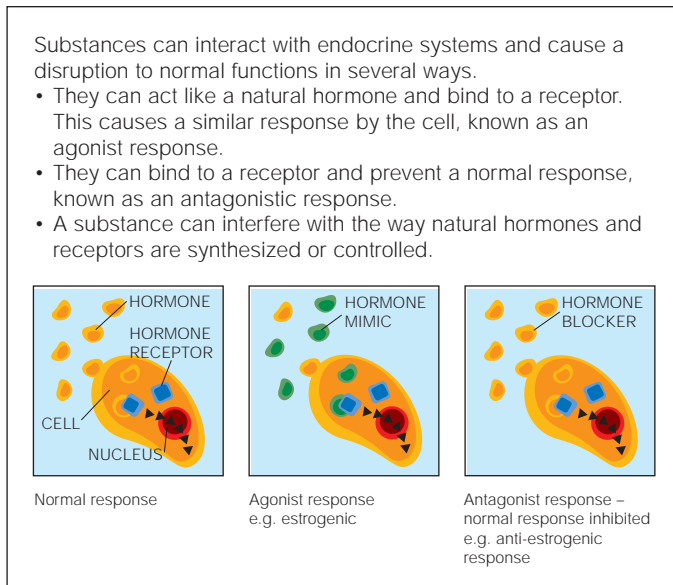 Substances can interact with endocrine systems and cause a
disruption to normal functions in several ways.
• They can act like a natural hormone and bind to a receptor.
This causes a similar response by the cell, known as an
agonist response.
• They can bind to a receptor and prevent a normal response,
known as an antagonistic response.
• A substance can interfere with the way natural hormones and
receptors are synthesized or controlled.
HORMONE
HORMONE
RECEPTOR
CELL
NUCLEUS
Normal response
HORMONE
MIMIC
Agonist response
e.g. estrogenic
HORMONE
BLOCKER
Antagonist response –
normal response inhibited
e.g. anti-estrogenic
response